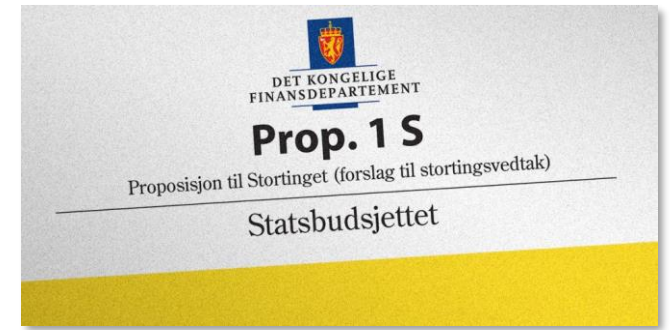 DET KONGELIGE
FINANSDEPARTEMENT
Prop. 1 S
Proposisjon til Stortinget (forslag til stortingsvedtak)
Statsbudsjettet